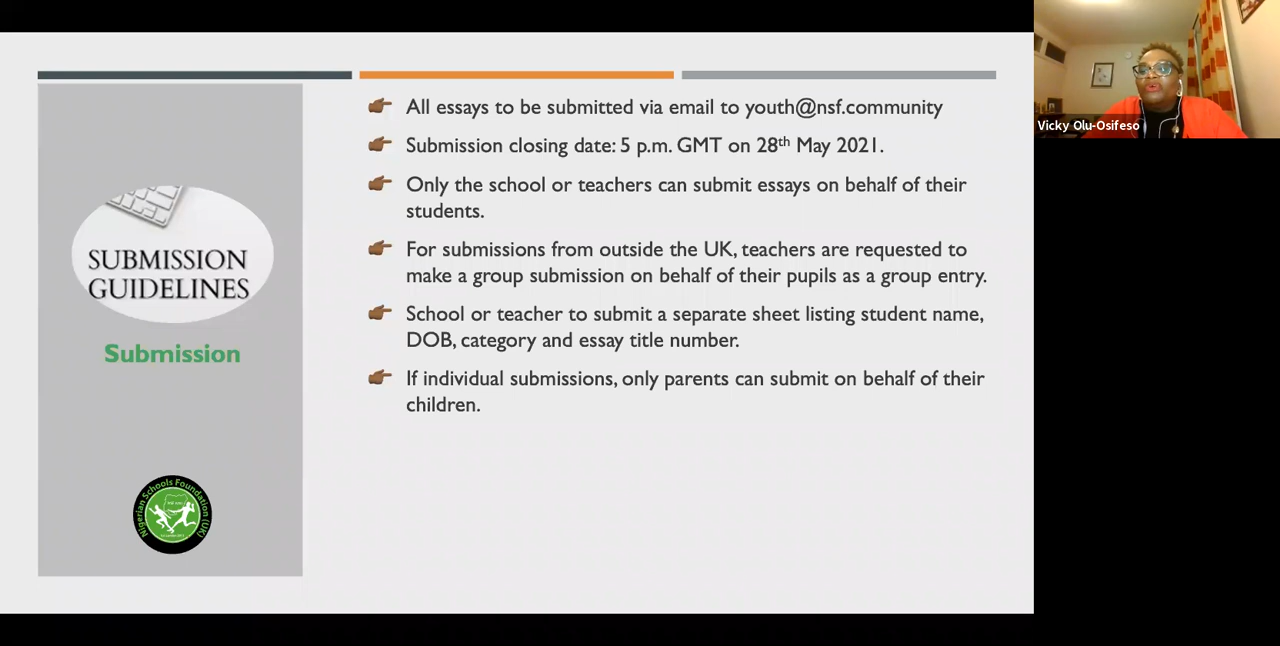 SUBMISSION
GUIDELINES
Submission
Nigerian Schools Foundation (UK)
All essays to be submitted via email to youth@nsf.community
Submission closing date: 5 p.m. GMT on 28th May 2021.
Only the school or teachers can submit essays on behalf of their
students.
For submissions from outside the UK, teachers are requested to
make a group submission on behalf of their pupils as a group entry.
School or teacher to submit a separate sheet listing student name,
DOB, category and essay title number.
If individual submissions, only parents can submit on behalf of their
children.
Vicky Olu-Osifeso